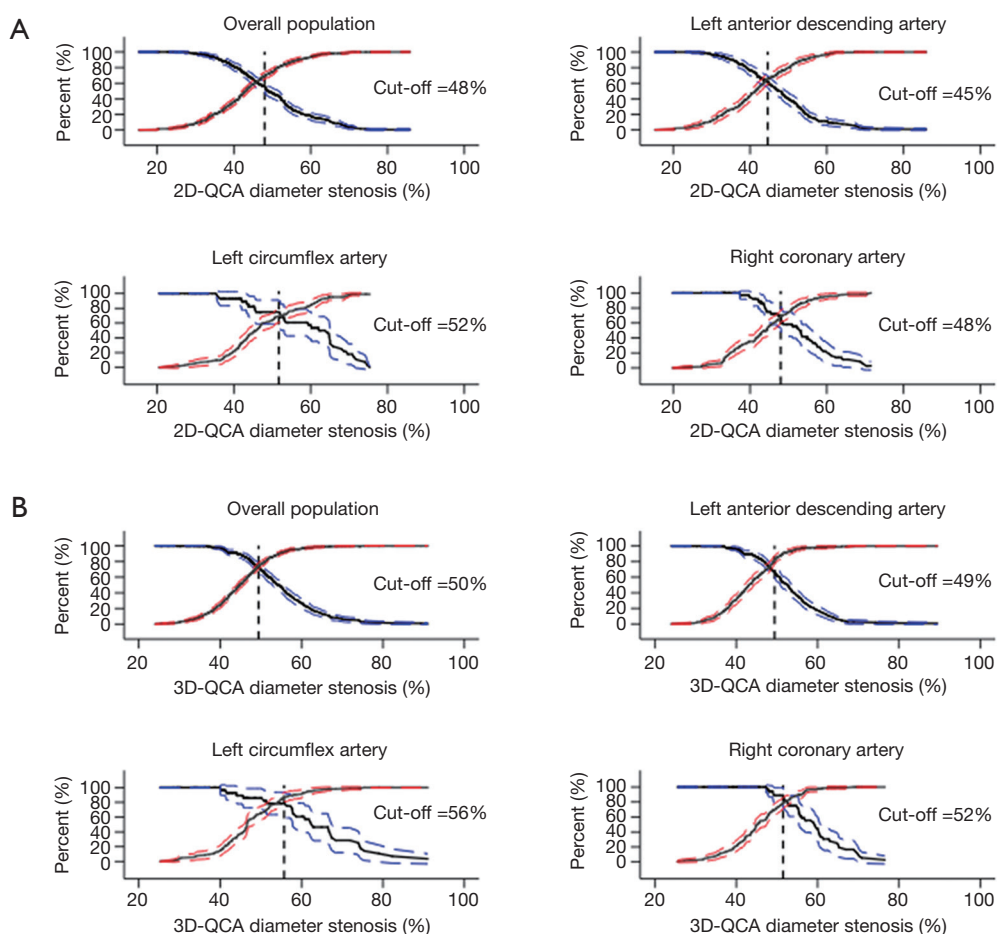 A
Overall population
Percent (%)
100
80
60
40
20
0
Cut-off =48%
20 40 60 80 100
2D-QCA diameter stenosis (%)
Left anterior descending artery
Percent (%)
100
80
60
40
20
0
Cut-off =45%
20 40 60 80 100
2D-QCA diameter stenosis (%)
Left circumflex artery
Percent (%)
100
80
60
40
20
0
Cut-off =52%
20 40 60 80 100
2D-QCA diameter stenosis (%)
Right coronary artery
Percent (%)
100
80
60
40
20
0
Cut-off =48%
20 40 60 80 100
2D-QCA diameter stenosis (%)
B
Overall population
Percent (%)
100
80
60
40
20
0
Cut-off =50%
20 40 60 80 100
3D-QCA diameter stenosis (%)
Left anterior descending artery
Percent (%)
100
80
60
40
20
0
Cut-off =49%
20 40 60 80 100
3D-QCA diameter stenosis (%)
Left circumflex artery
Percent (%)
100
80
60
40
20
0
Cut-off =56%
20 40 60 80 100
3D-QCA diameter stenosis (%)
Right coronary artery
Percent (%)
100
80
60
40
20
0
Cut-off =52%
20 40 60 80 100
3D-QCA diameter stenosis (%)